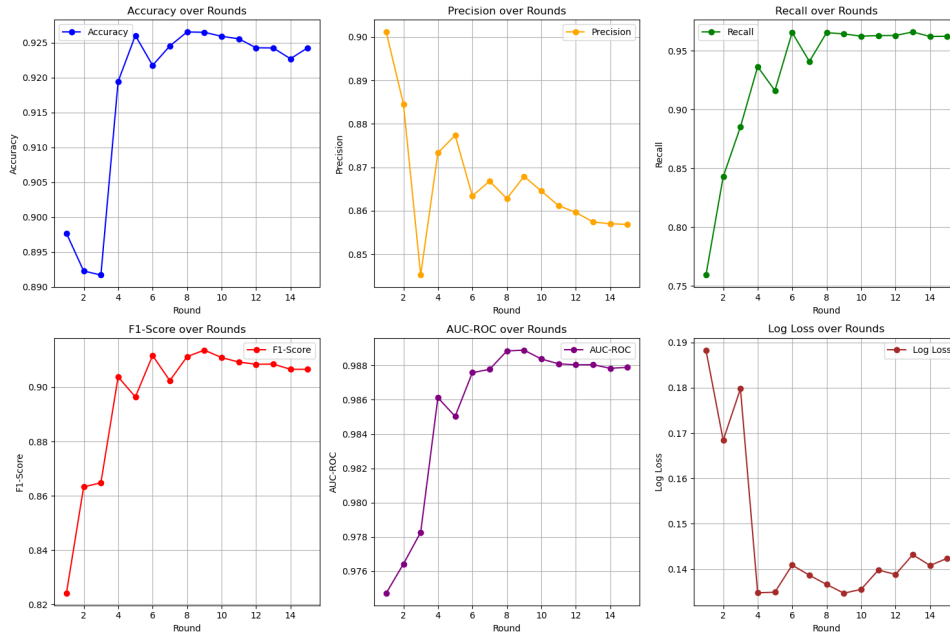 Accuracy over Rounds
Accuracy
0.925
0.920
0.915
0.910
0.905
0.900
0.895
0.890
Accuracy
2 4 6 8 10 12 14
Round
Precision over Rounds
Precision
0.90
0.89
0.88
0.87
0.86
0.85
Precision
2 4 6 8 10 12 14
Round
Recall over Rounds
Recall
0.95
0.90
0.85
0.80
0.75
Recall
2 4 6 8 10 12 14
Round
F1-Score over Rounds
F1-Score
0.90
0.88
0.86
0.84
0.82
F1-Score
2 4 6 8 10 12 14
Round
AUC-ROC over Rounds
AUC-ROC
0.988
0.986
0.984
0.982
0.980
0.978
0.976
AUC-ROC
2 4 6 8 10 12 14
Round
Log Loss over Rounds
Log Loss
0.19
0.18
0.17
0.16
0.15
0.14
Log Loss
2 4 6 8 10 12 14
Round